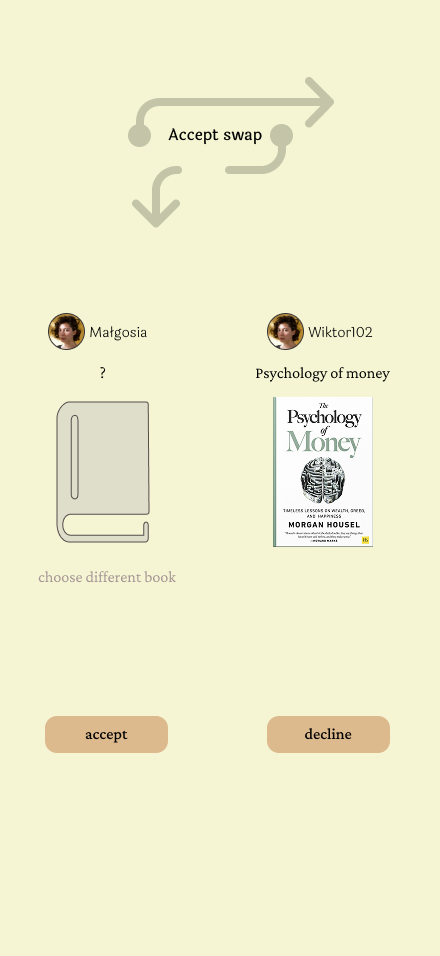 Accept swap
Małgosia
Wiktor102
?
Psychology of money
The
Psychology
of
Money
TIMELESS LESSONS ON WEALTH, GREED,
AND HAPPINESS
MORGAN HOUSEL
choose different book
accept
decline